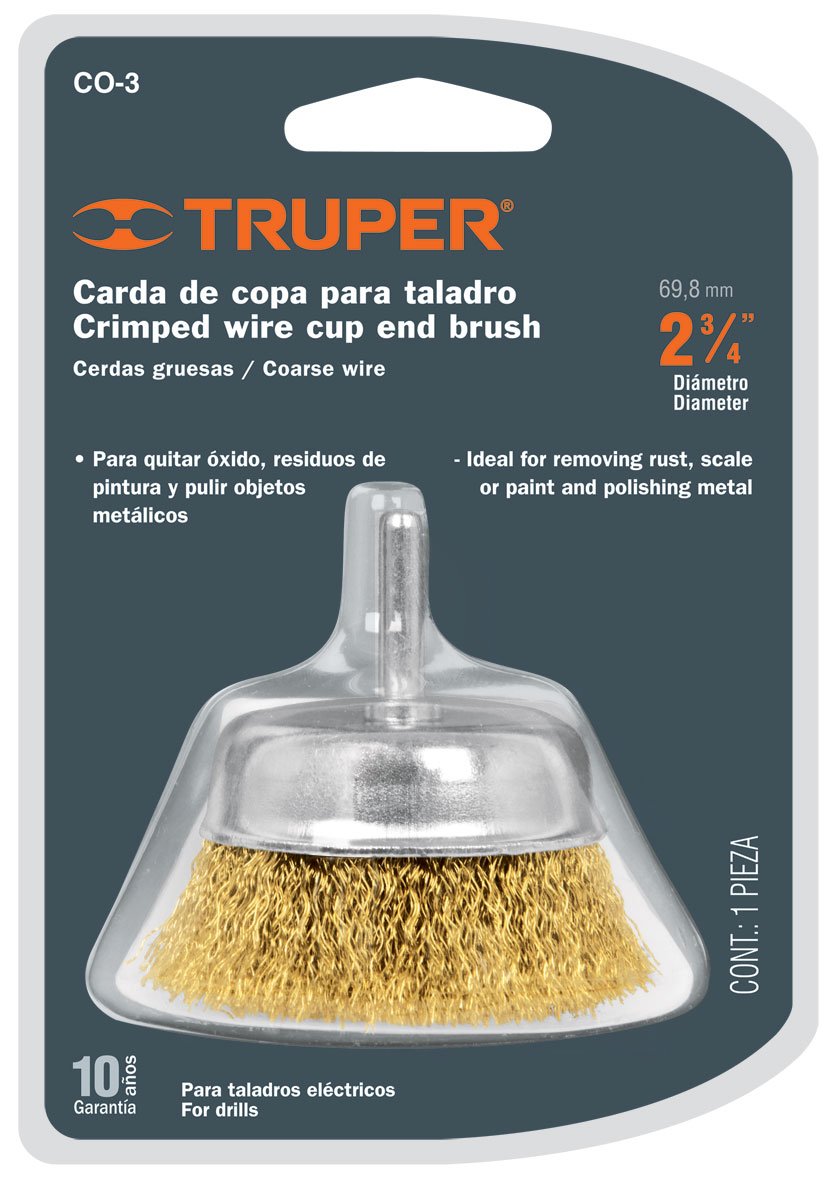 CO-3
TRUPER®
Carda de copa para taladro
Crimped wire cup end brush
Cerdas gruesas / Coarse wire
69,8 mm
2 3/4"
Diámetro
Diameter
• Para quitar óxido, residuos de
pintura y pulir objetos
metálicos
- Ideal for removing rust, scale
or paint and polishing metal
CONT.: 1 PIEZA
10 años
Garantía
Para taladros eléctricos
For drills